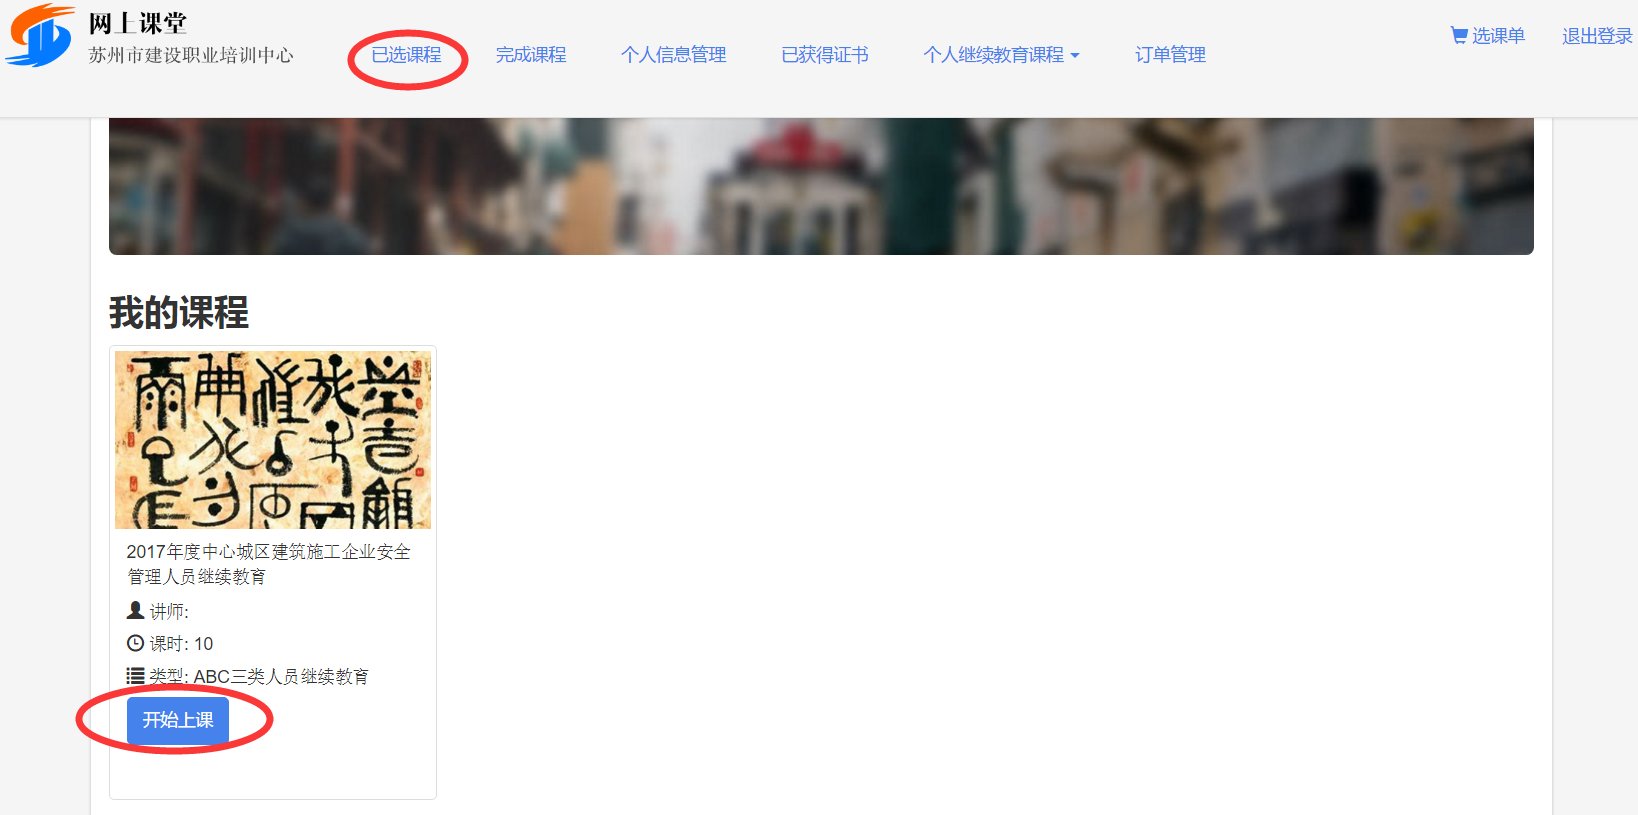 网上课堂
苏州市建设职业培训中心
已选课程 完成课程 个人信息管理 已获得证书 个人继续教育课程 订单管理
选课单 退出登录
我的课程
2017年度中心城区建筑施工企业安全
管理人员继续教育
讲师:
课时: 10
类型: ABC三类人员继续教育
开始上课